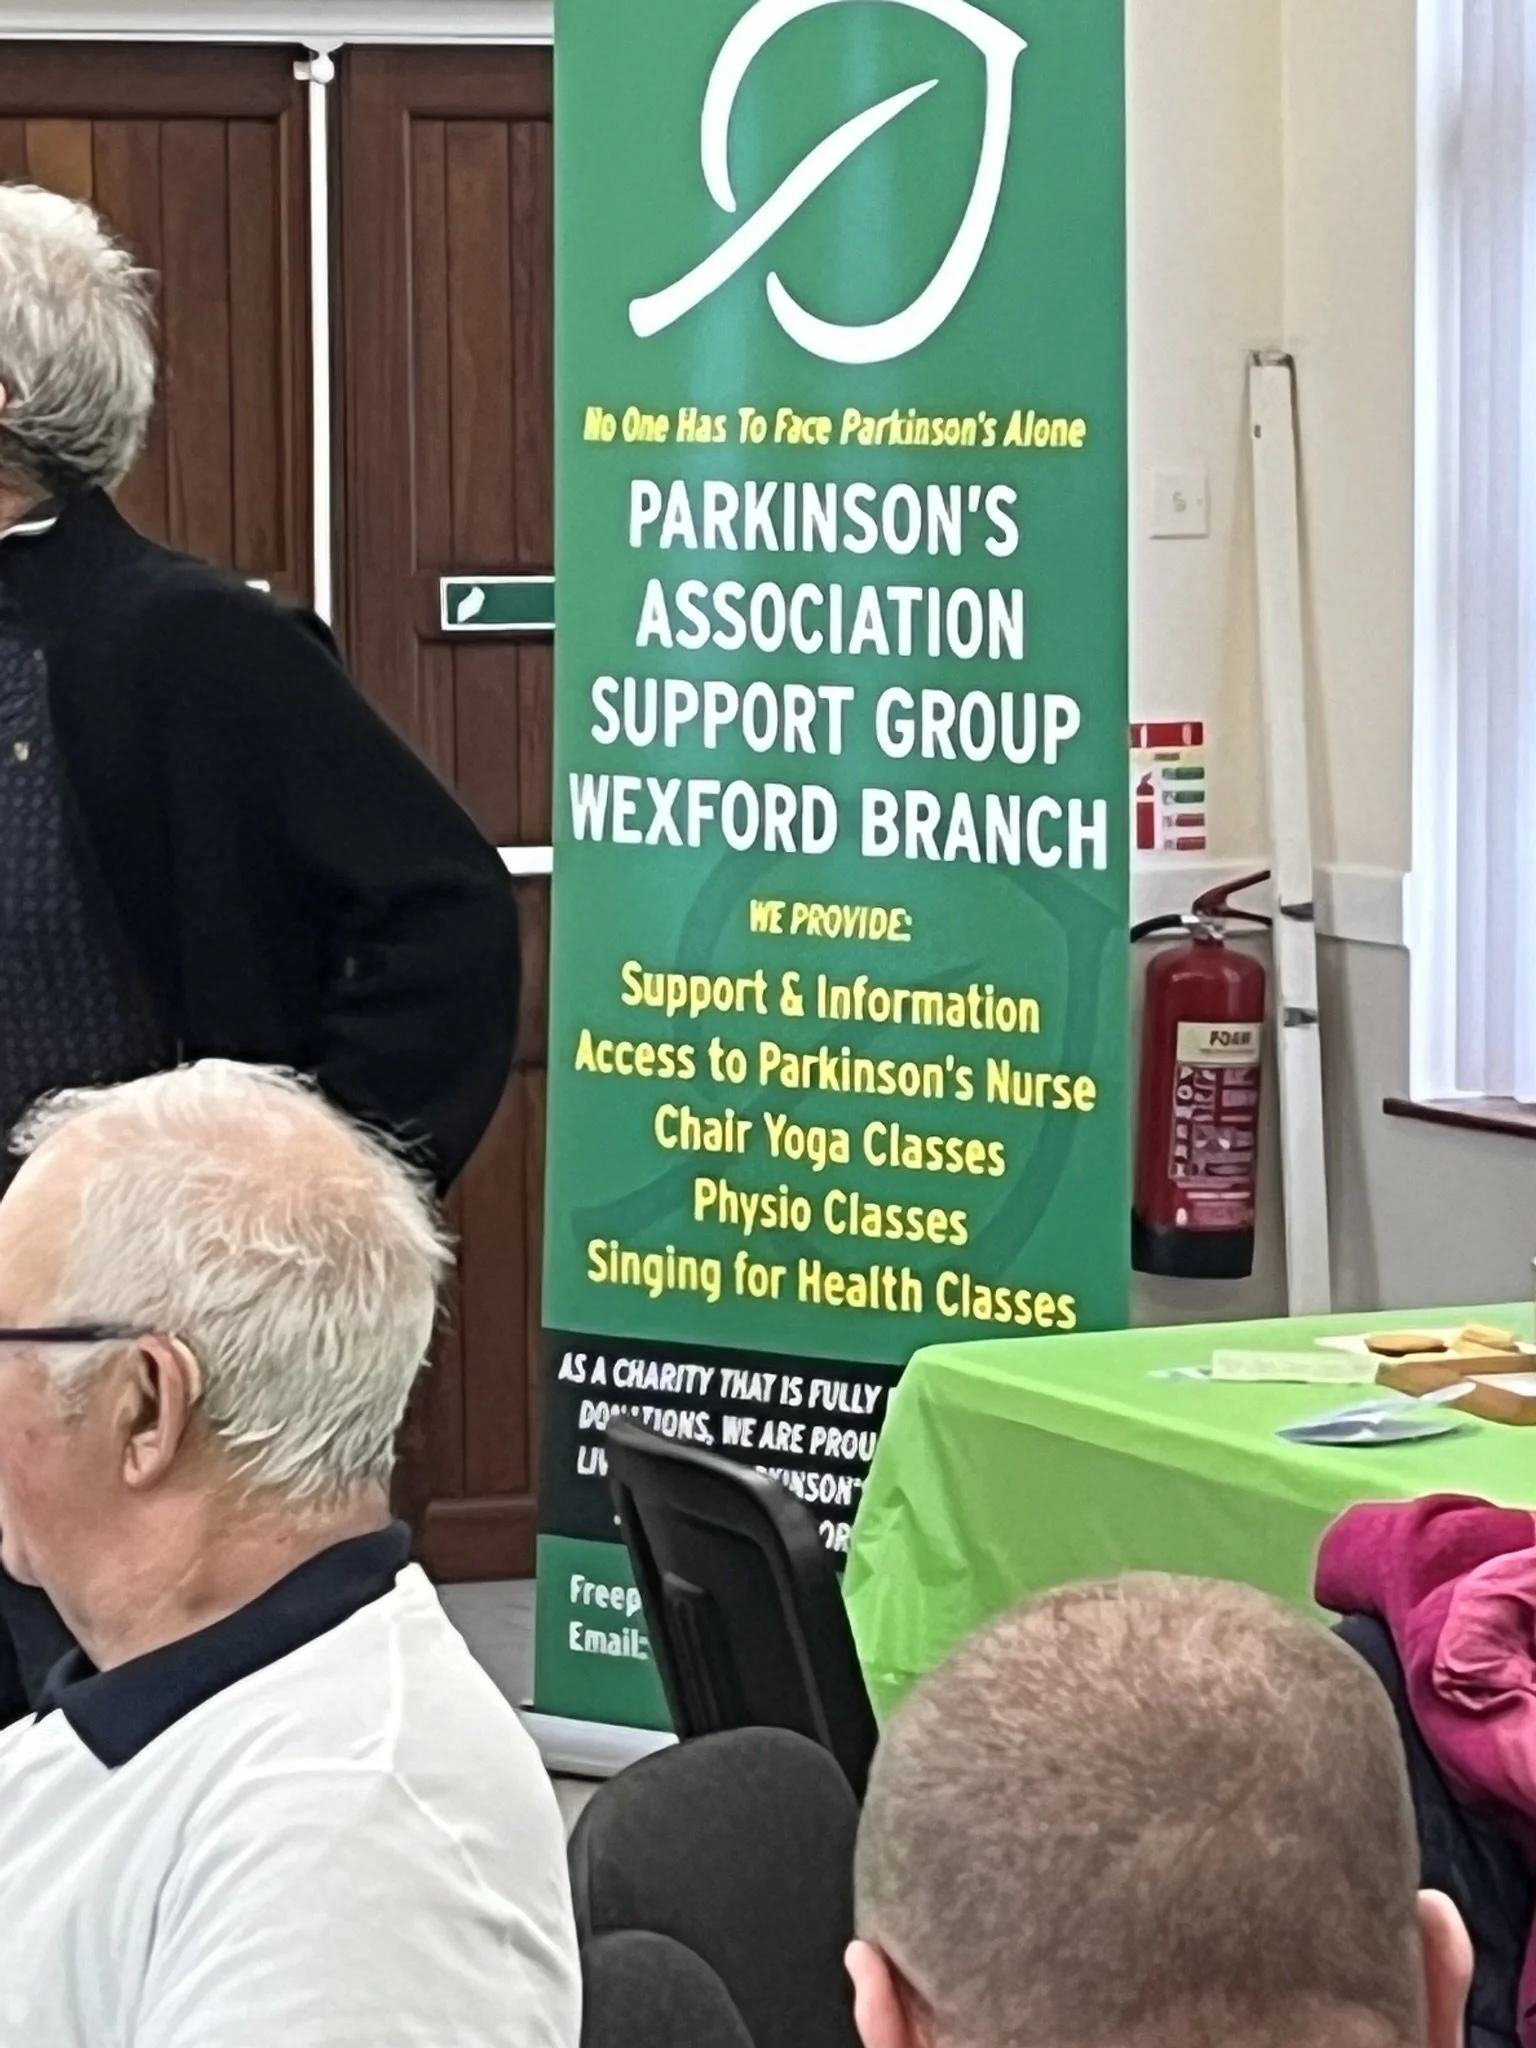 No One Has To Face Parkinson's Alone
PARKINSON'S
ASSOCIATION
SUPPORT GROUP
WEXFORD BRANCH
WE PROVIDE:
Support & Information
Access to Parkinson's Nurse
Chair Yoga Classes
Physio Classes
Singing for Health Classes
AS A CHARITY THAT IS FULLY
WE ARE
Email:
FOAM